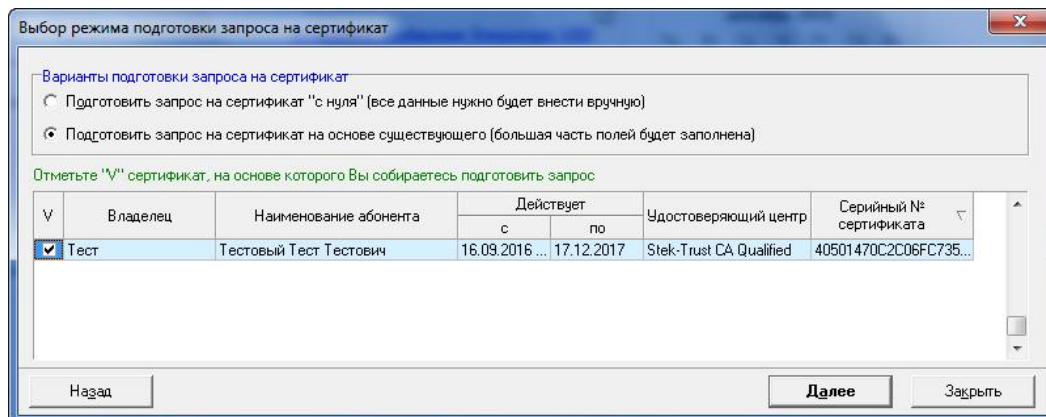 Выбор режима подготовки запроса на сертификат
Варианты подготовки запроса на сертификат
Подготовить запрос на сертификат "с нуля" (все данные нужно будет внести вручную)
Подготовить запрос на сертификат на основе существующего (большая часть полей будет заполнена)
Отметьте "V" сертификат, на основе которого Вы собираетесь подготовить запрос
V Владелец Наименование абонента Действует с по Удостоверяющий центр Серийный № сертификата
Тест Тестовый Тест Тестович 16.09.2016 ... 17.12.2017 Stek-Trust CA Qualified 40501470C2C06FC735...
Назад Далее Закрыть